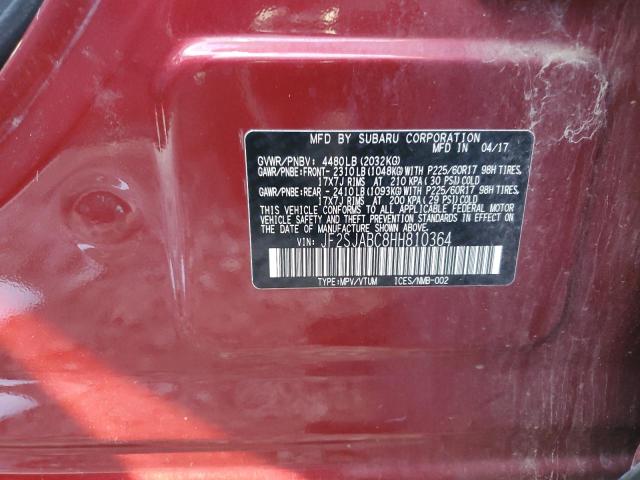 MFD BY SUBARU CORPORATION
MFD IN 04/17
GVWR/PNBV: 4480LB (2032KG)
GAWR/PNBE:FRONT- 2310LB (1048KG)WITH P225/60R17 98H TIRES,
17X7J RIMS AT 210 KPA (30 PSI)COLD
GAWR/PNBE:REAR - 2410LB (1093KG)WITH P225/60R17 98H TIRES,
17X7J RIMS AT 200 KPA (29 PSI)COLD
THIS VEHICLE CONFORMS TO ALL APPLICABLE U.S. FEDERAL MOTOR
VEHICLE SAFETY, BUMPER, AND THEFT PREVENTION STANDARDS
IN EFFECT ON THE DATE OF MANUFACTURE SHOWN ABOVE.
VIN: JF2SJABC8HH810364
TYPE:MPV/VTUM ICES/NMB-002